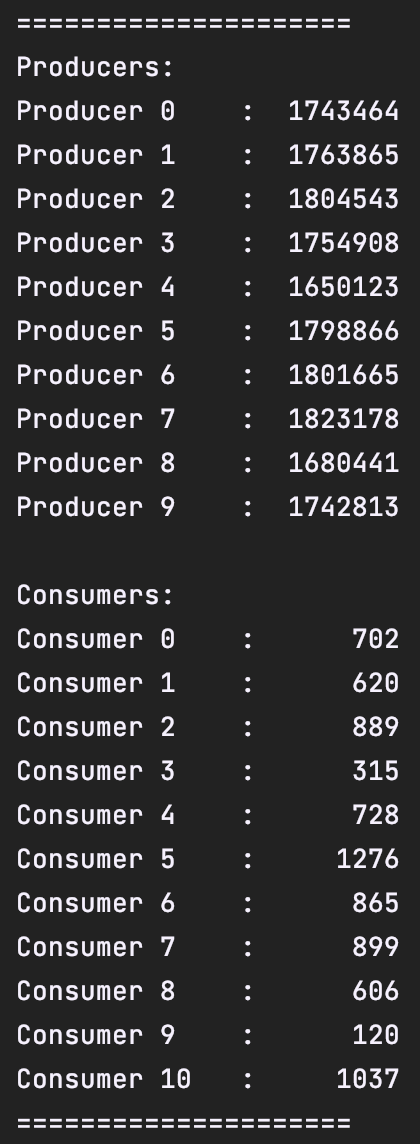 =====================
Producers:
Producer 0    :  1743464
Producer 1    :  1763865
Producer 2    :  1804543
Producer 3    :  1754908
Producer 4    :  1650123
Producer 5    :  1798866
Producer 6    :  1801665
Producer 7    :  1823178
Producer 8    :  1680441
Producer 9    :  1742813

Consumers:
Consumer 0    :      702
Consumer 1    :      620
Consumer 2    :      889
Consumer 3    :      315
Consumer 4    :      728
Consumer 5    :     1276
Consumer 6    :      865
Consumer 7    :      899
Consumer 8    :      606
Consumer 9    :      120
Consumer 10   :     1037
=====================